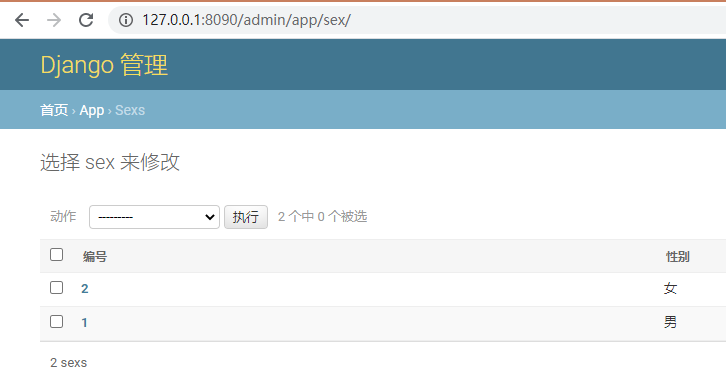 127.0.0.1:8090/admin/app/sex/
Django 管理
首页 › App › Sexs
选择 sex 来修改
动作 --------- 执行 2 个中 0 个被选
编号 性别
2 女
1 男
2 sexs